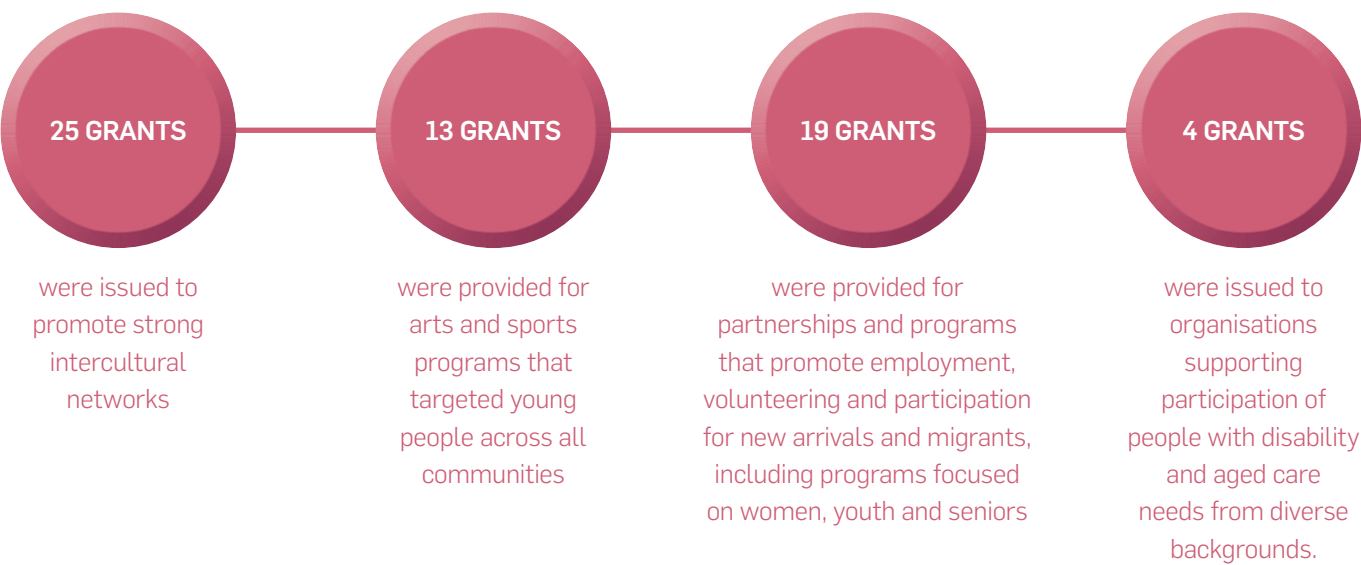 25 GRANTS
were issued to
promote strong
intercultural
networks
13 GRANTS
were provided for
arts and sports
programs that
targeted young
people across all
communities
19 GRANTS
were provided for
partnerships and programs
that promote employment,
volunteering and participation
for new arrivals and migrants,
including programs focused
on women, youth and seniors
4 GRANTS
were issued to
organisations
supporting
participation of
people with disability
and aged care
needs from diverse
backgrounds.